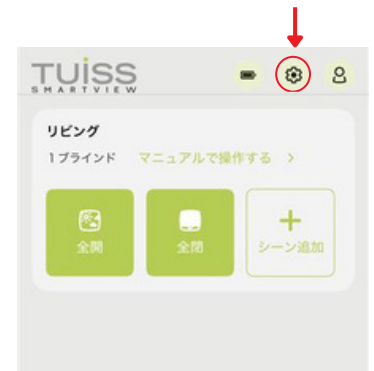 TUiSS
SMARTVIEW
リビング
1ブラインド マニュアルで操作する >
全開 全閉 シーン追加